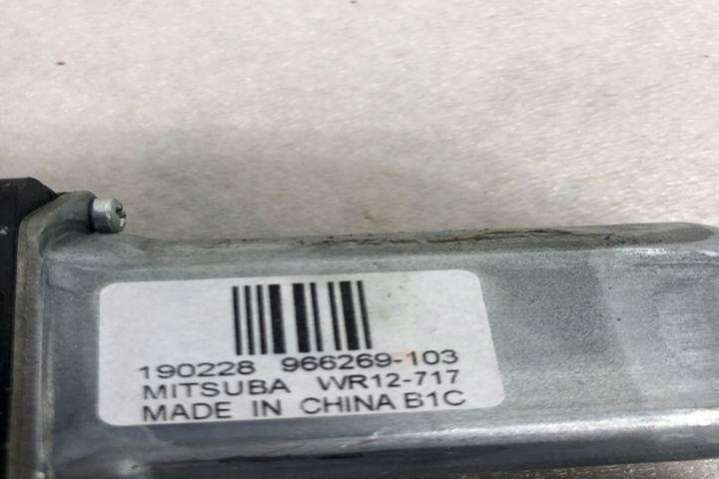 190228 966269-103
MITSUBA WR12-717
MADE IN CHINA B1C